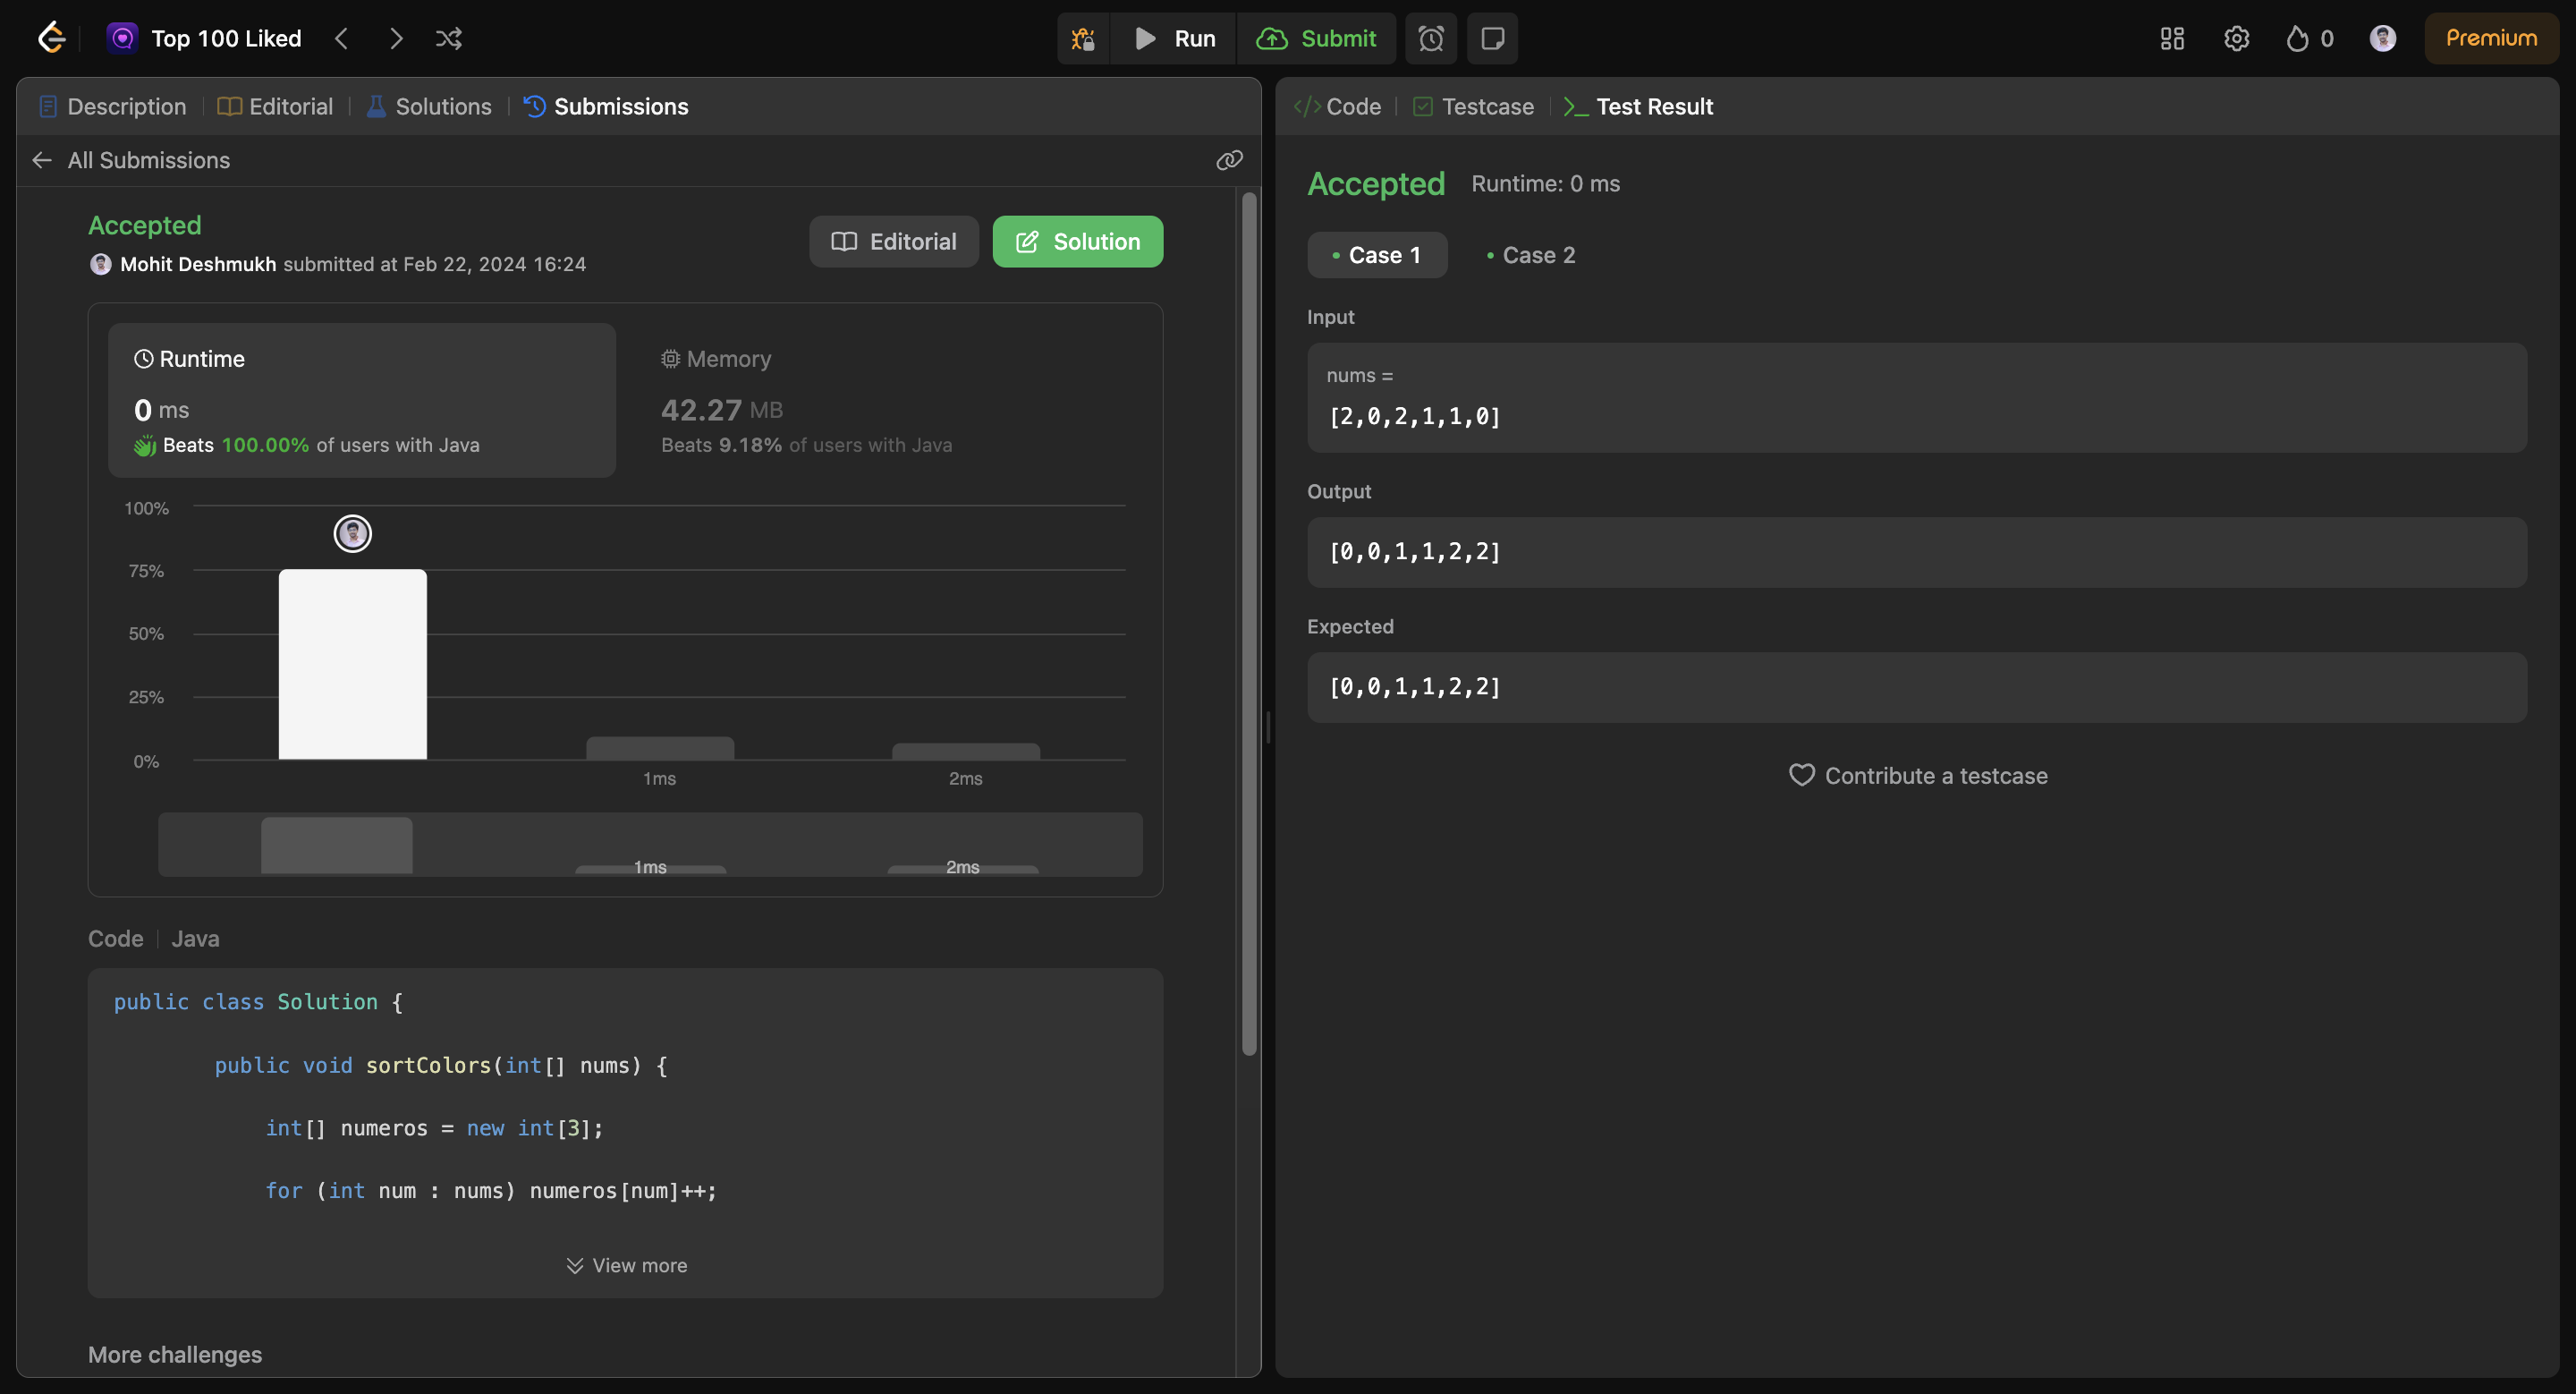 Top 100 Liked
Run
Submit
0
Premium
Description
Editorial
Solutions
Submissions
All Submissions
Accepted
Mohit Deshmukh submitted at Feb 22, 2024 16:24
Editorial
Solution
Runtime
0 ms
Beats 100.00% of users with Java
Memory
42.27 MB
Beats 9.18% of users with Java
100%
75%
50%
25%
0%
1ms
2ms
1ms
2ms
Code
Java
public class Solution {
public void sortColors(int[] nums) {
int[] numeros = new int[3];
for (int num : nums) numeros[num]++;
View more
More challenges
Code
Testcase
Test Result
Accepted
Runtime: 0 ms
Case 1
Case 2
Input
nums =
[2,0,2,1,1,0]
Output
[0,0,1,1,2,2]
Expected
[0,0,1,1,2,2]
Contribute a testcase